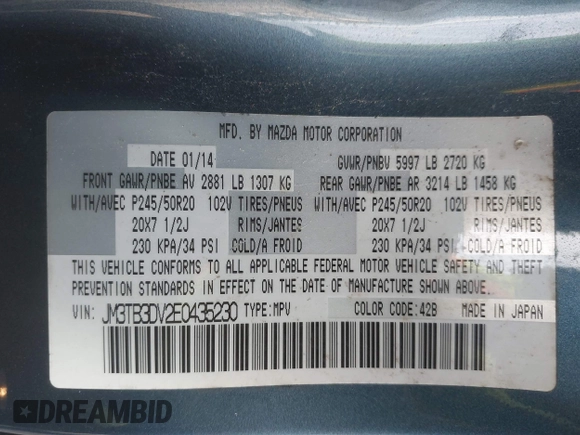 MFD. BY MAZDA MOTOR CORPORATION
DATE 01/14 GVWR/PNBV 5997 LB 2720 KG
FRONT GAWR/PNBE AV 2881 LB 1307 KG REAR GAWR/PNBE AR 3214 LB 1458 KG
WITH/AVEC P245/50R20 102V TIRES/PNEUS WITH/AVEC P245/50R20 102V TIRES/PNEUS
20X7 1/2J RIMS/JANTES 20X7 1/2J RIMS/JANTES
230 KPA/34 PSI COLD/A FROID 230 KPA/34 PSI COLD/A FROID
THIS VEHICLE CONFORMS TO ALL APPLICABLE FEDERAL MOTOR VEHICLE SAFETY AND THEFT
PREVENTION STANDARDS IN EFFECT ON THE DATE OF MANUFACTURE SHOWN ABOVE.
VIN: JM3TB3DV2E0435230 TYPE:MPV COLOR CODE:42B MADE IN JAPAN
DREAMBID